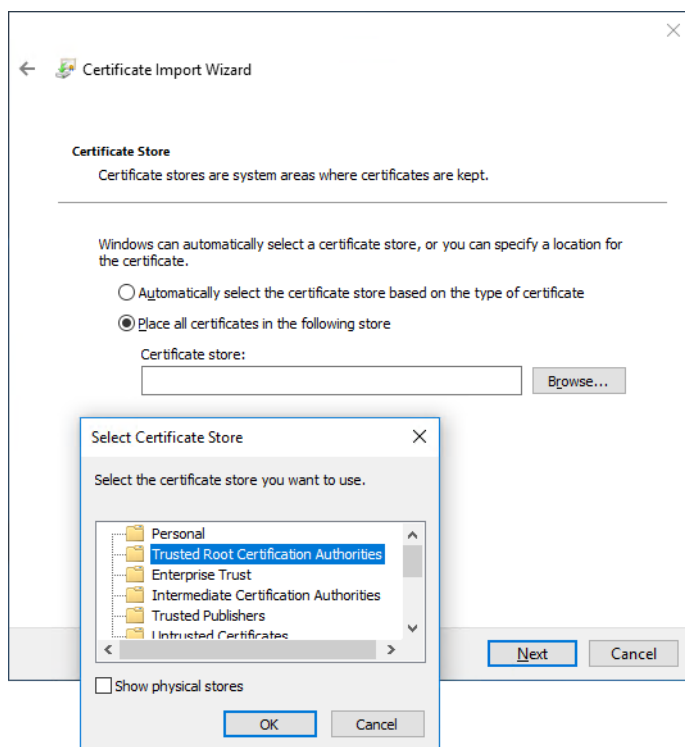 Certificate Import Wizard
Certificate Store
Certificate stores are system areas where certificates are kept.
Windows can automatically select a certificate store, or you can specify a location for
the certificate.
Automatically select the certificate store based on the type of certificate
Place all certificates in the following store
Certificate store:
Browse...
Select Certificate Store
Select the certificate store you want to use.
Personal
Trusted Root Certification Authorities
Enterprise Trust
Intermediate Certification Authorities
Trusted Publishers
Untrusted Certificates
Show physical stores
OK Cancel
Next Cancel